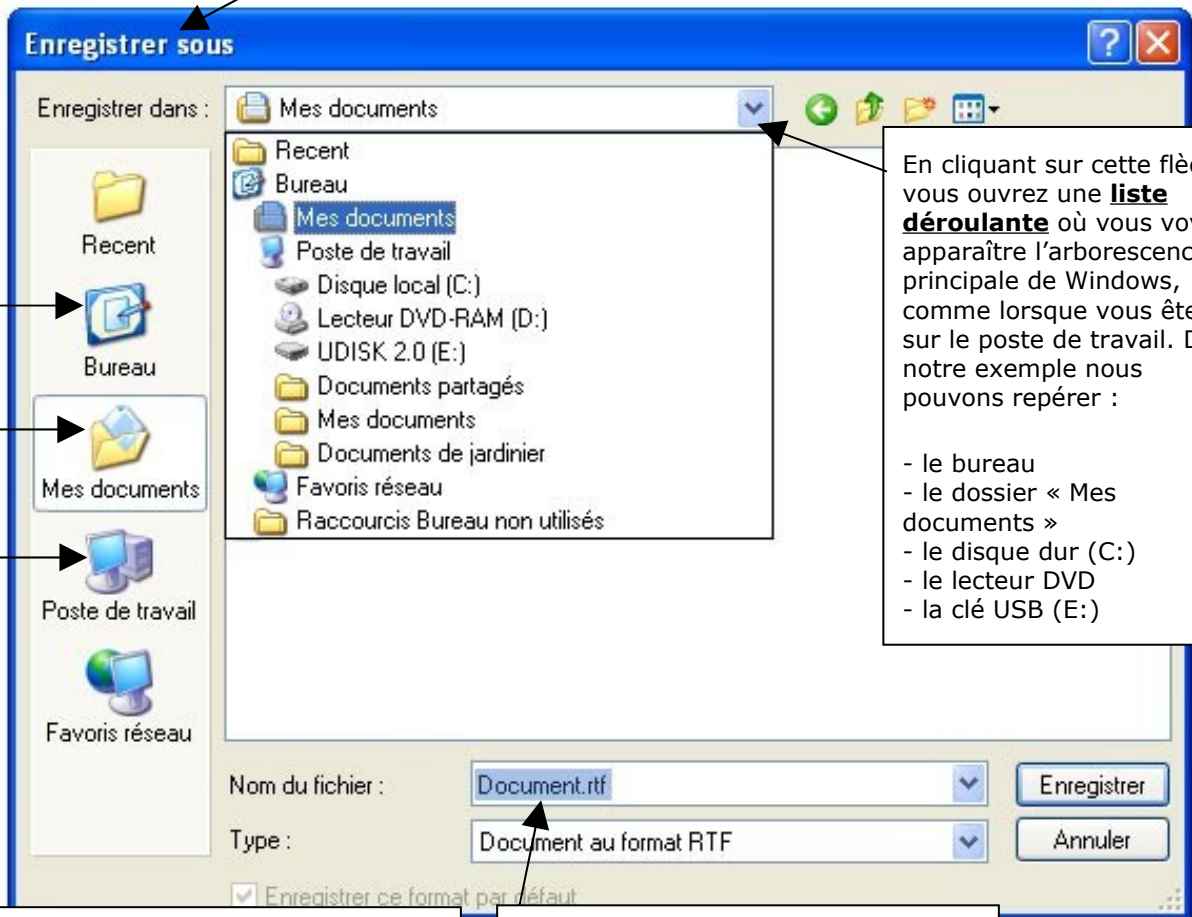 Enregistrer sous
Enregistrer dans :
Mes documents
Recent
Bureau
Mes documents
Poste de travail
Disque local (C:)
Lecteur DVD-RAM (D:)
UDISK 2.0 (E:)
Documents partagés
Mes documents
Documents de jardinier
Favoris réseau
Raccourcis Bureau non utilisés
Recent
Bureau
Mes documents
Poste de travail
Favoris réseau
En cliquant sur cette
vous ouvrez une liste
déroulante où vous
apparaître
principale de Windows,
comme lorsque vous
sur le poste de travail.
notre exemple nous
pouvons repérer :
- le bureau
- le dossier « Mes
documents »
- le disque dur (C:)
- le lecteur DVD
- la clé USB (E:)
Nom du fichier :
Document.rtf
Enregistrer
Type :
Document au format RTF
Annuler
Enregistrer ce format par défaut